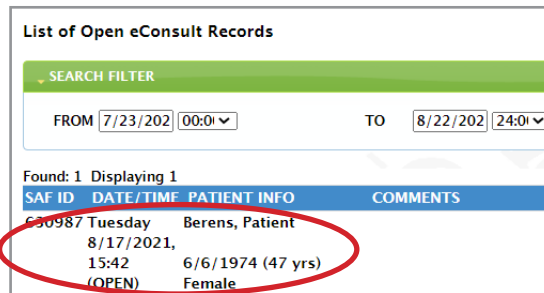 List of Open eConsult Records
SEARCH FILTER
FROM 7/23/202 00:0 TO 8/22/202 24:0
Found: 1 Displaying 1
SAF ID DATE/TIME PATIENT INFO COMMENTS
630987 Tuesday Berens, Patient
8/17/2021,
15:42 6/6/1974 (47 yrs)
(OPEN) Female